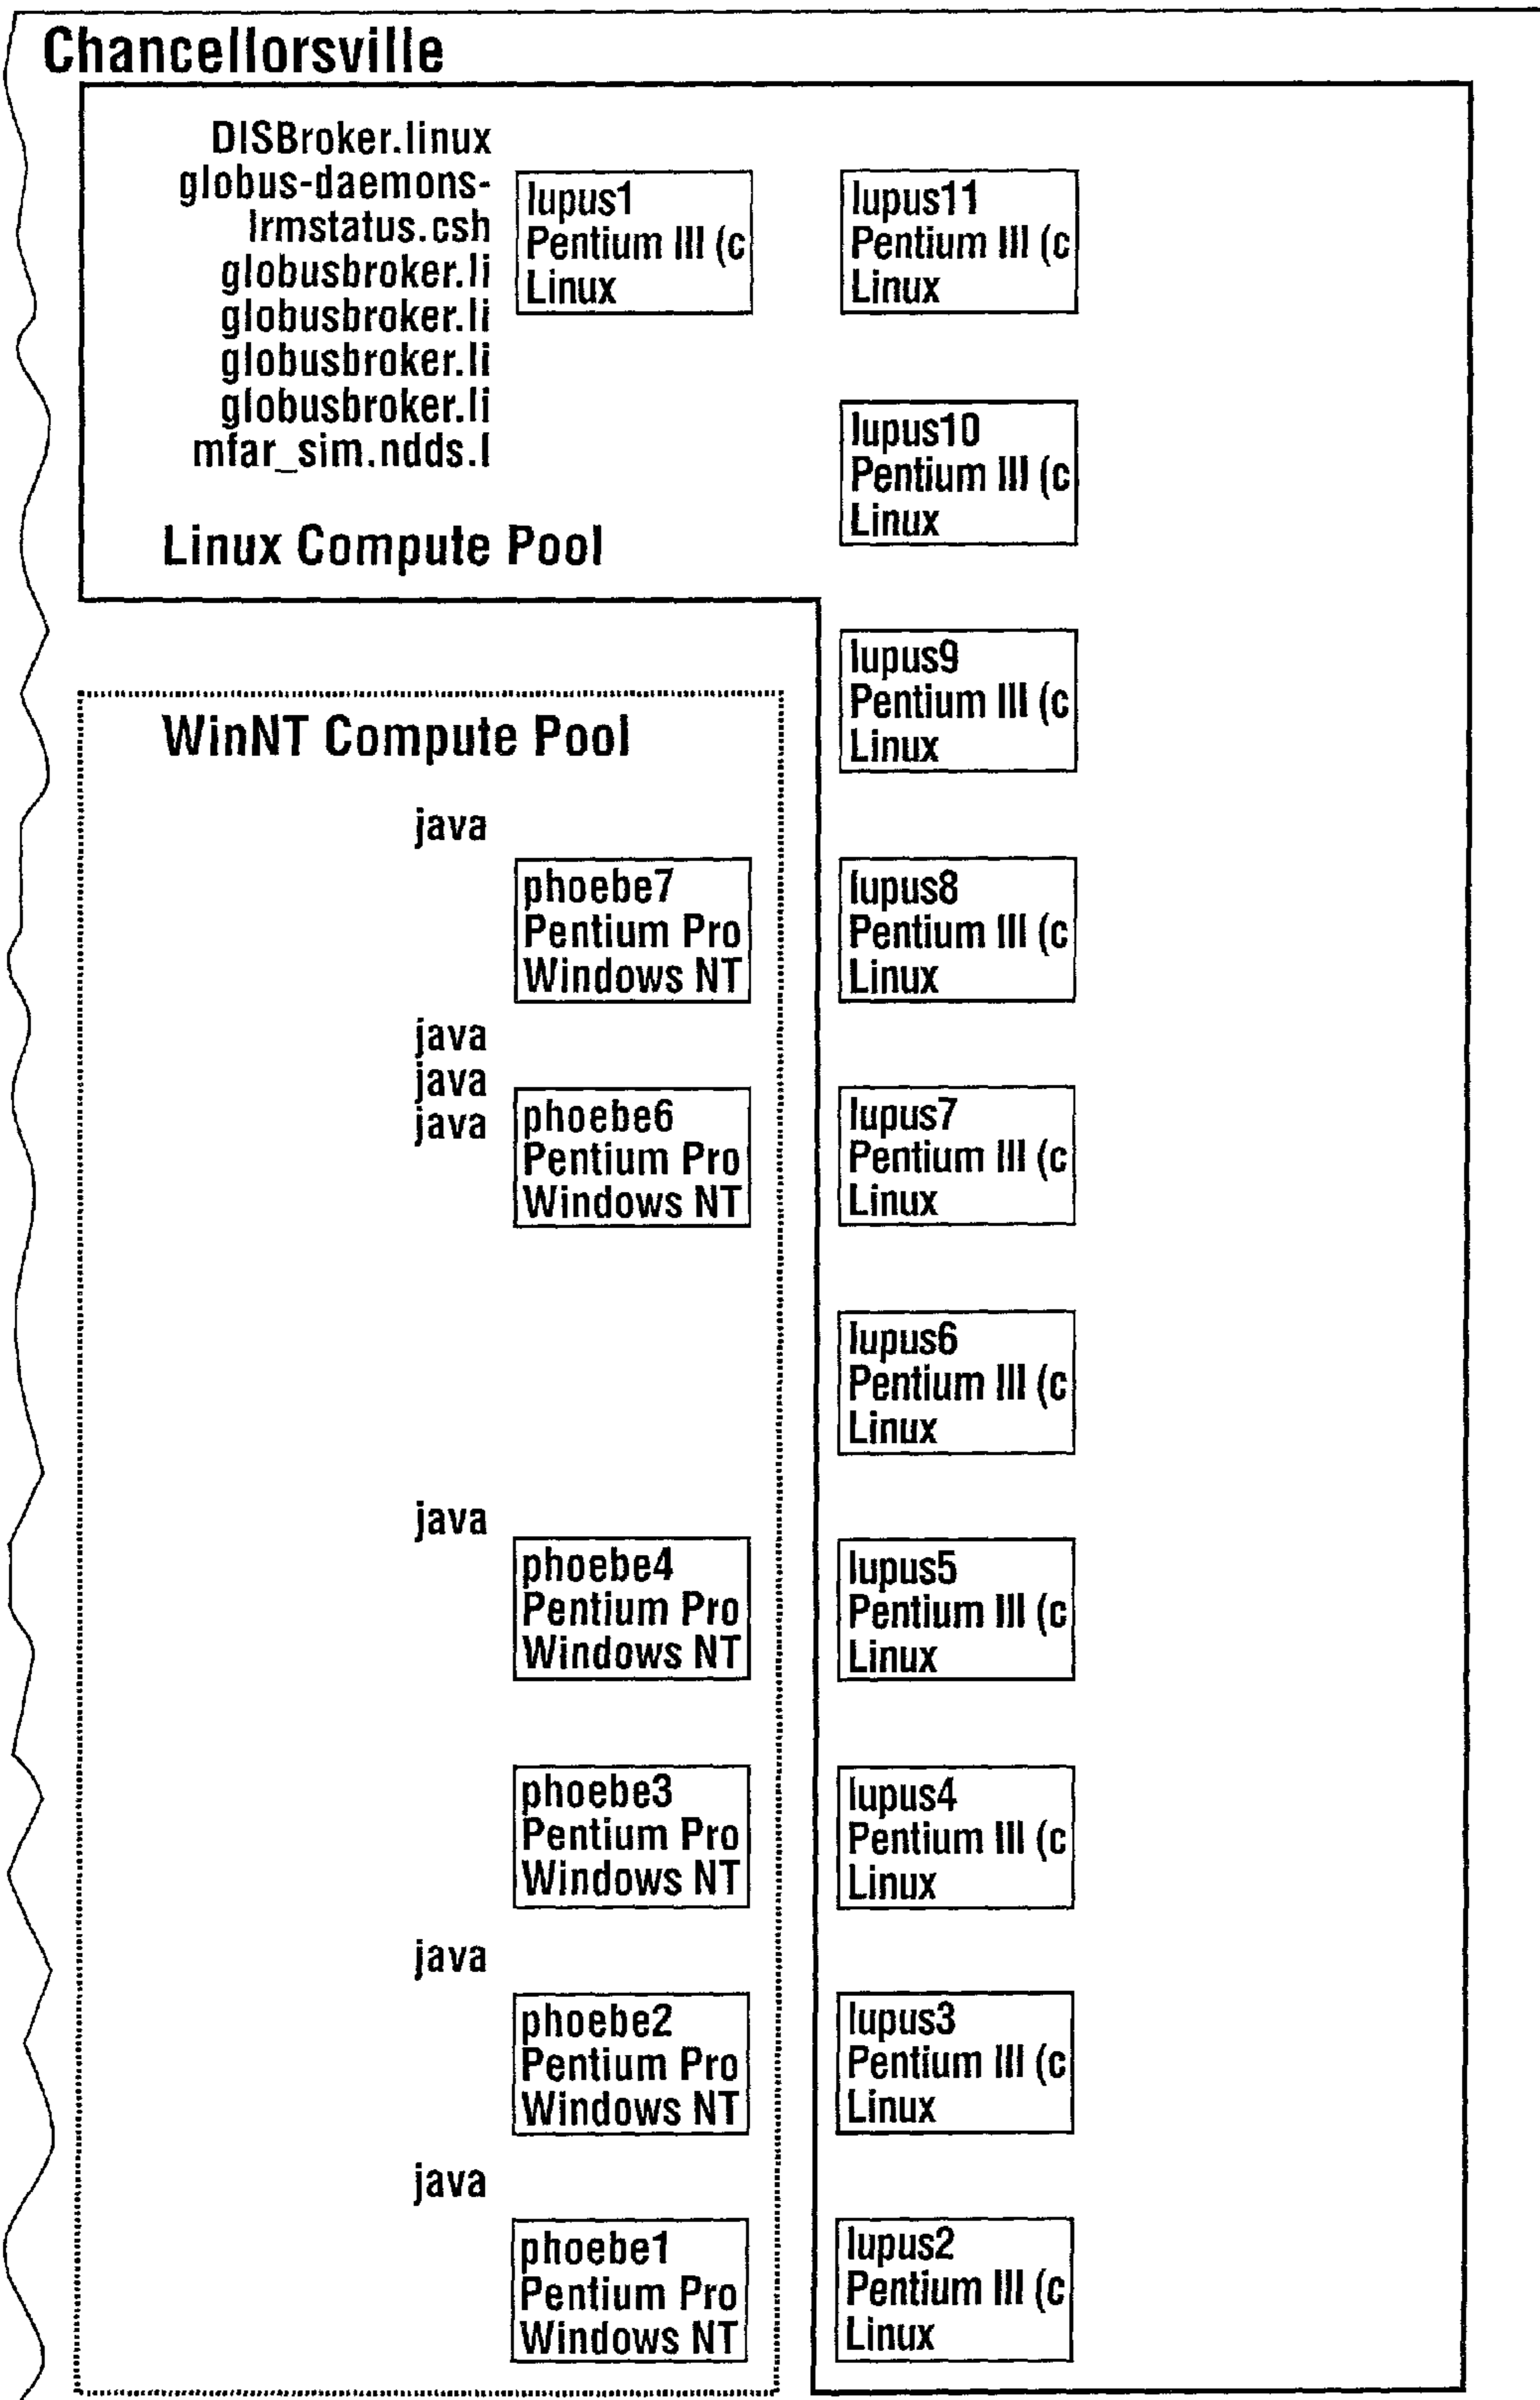 Chancellorsville
DISBroker.linux
globus-daemons-
lrmstatus.csh
globusbroker.li
globusbroker.li
globusbroker.li
globusbroker.li
mfar_sim.ndds.l
lupus1
Pentium III (c
Linux
Linux Compute Pool
lupus11
Pentium III (c
Linux
lupus10
Pentium III (c
Linux
lupus9
Pentium III (c
Linux
lupus8
Pentium III (c
Linux
lupus7
Pentium III (c
Linux
lupus6
Pentium III (c
Linux
lupus5
Pentium III (c
Linux
lupus4
Pentium III (c
Linux
lupus3
Pentium III (c
Linux
lupus2
Pentium III (c
Linux
WinNT Compute Pool
java
phoebe7
Pentium Pro
Windows NT
java
java
java
phoebe6
Pentium Pro
Windows NT
java
phoebe4
Pentium Pro
Windows NT
phoebe3
Pentium Pro
Windows NT
java
phoebe2
Pentium Pro
Windows NT
java
phoebe1
Pentium Pro
Windows NT